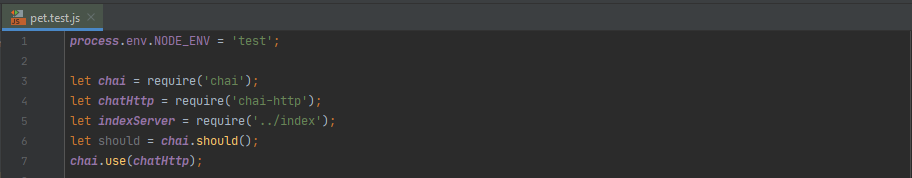 JS pet.test.js ×
1 process.env.NODE_ENV = 'test';
2
3 let chai = require('chai');
4 let chatHttp = require('chai-http');
5 let indexServer = require('../index');
6 let should = chai.should();
7 chai.use(chatHttp);